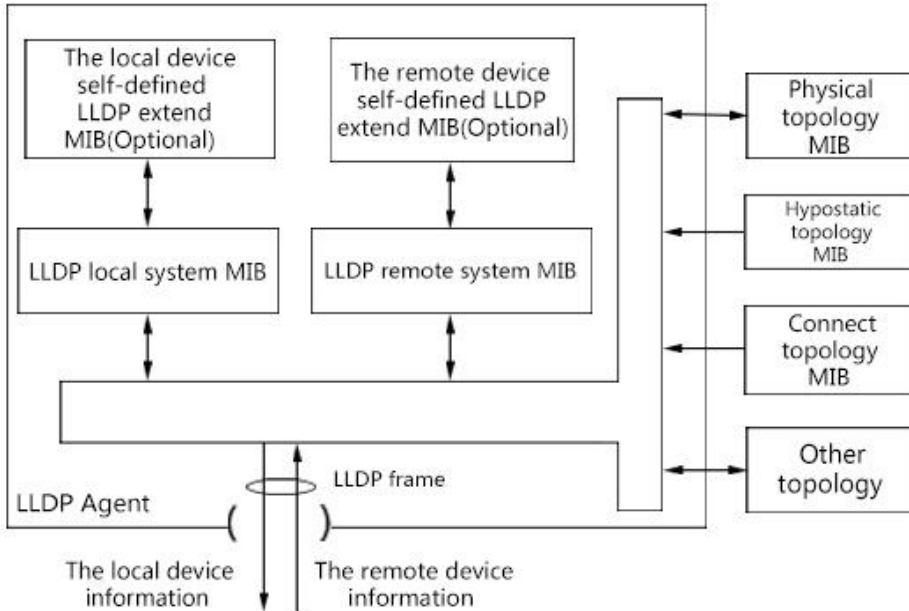 The local device
self-defined
LLDP extend
MIB(Optional)
The remote device
self-defined LLDP
extend MIB(Optional)
Physical
topology
MIB
Hypostatic
topology
MIB
LLDP local system MIB
LLDP remote system MIB
Connect
topology
MIB
Other
topology
LLDP frame
LLDP Agent
The local device
information
The remote device
information